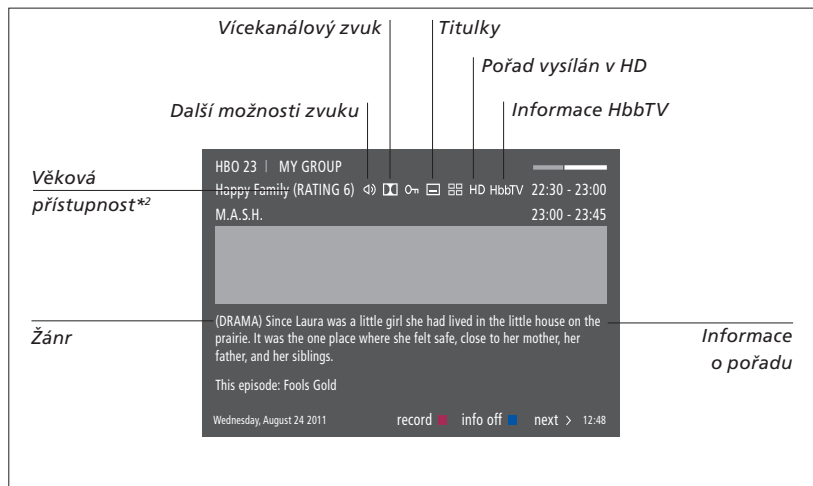 Vícekanálový zvuk
Titulky
Pořad vysílán v HD
Další možnosti zvuku
Informace HbbTV
Věková
přístupnost*2
HBO 23 | MY GROUP
Happy Family (RATING 6) HD HbbTV 22:30 - 23:00
M.A.S.H. 23:00 - 23:45
Žánr
(DRAMA) Since Laura was a little girl she had lived in the little house on the
prairie. It was the one place where she felt safe, close to her mother, her
father, and her siblings.
This episode: Fools Gold
Informace
o pořadu
Wednesday, August 24 2011 record info off next > 12:48